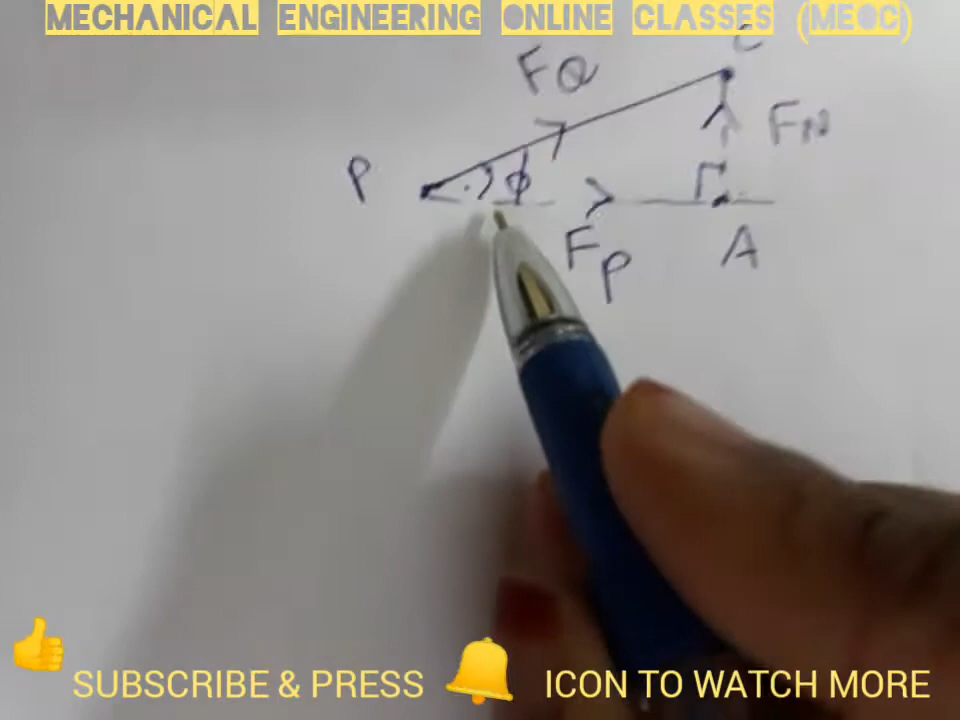 MECHANICAL ENGINEERING ONLINE CLASSES (MEOC)
FQ
FN
P
φ
FP
A
SUBSCRIBE & PRESS
ICON TO WATCH MORE